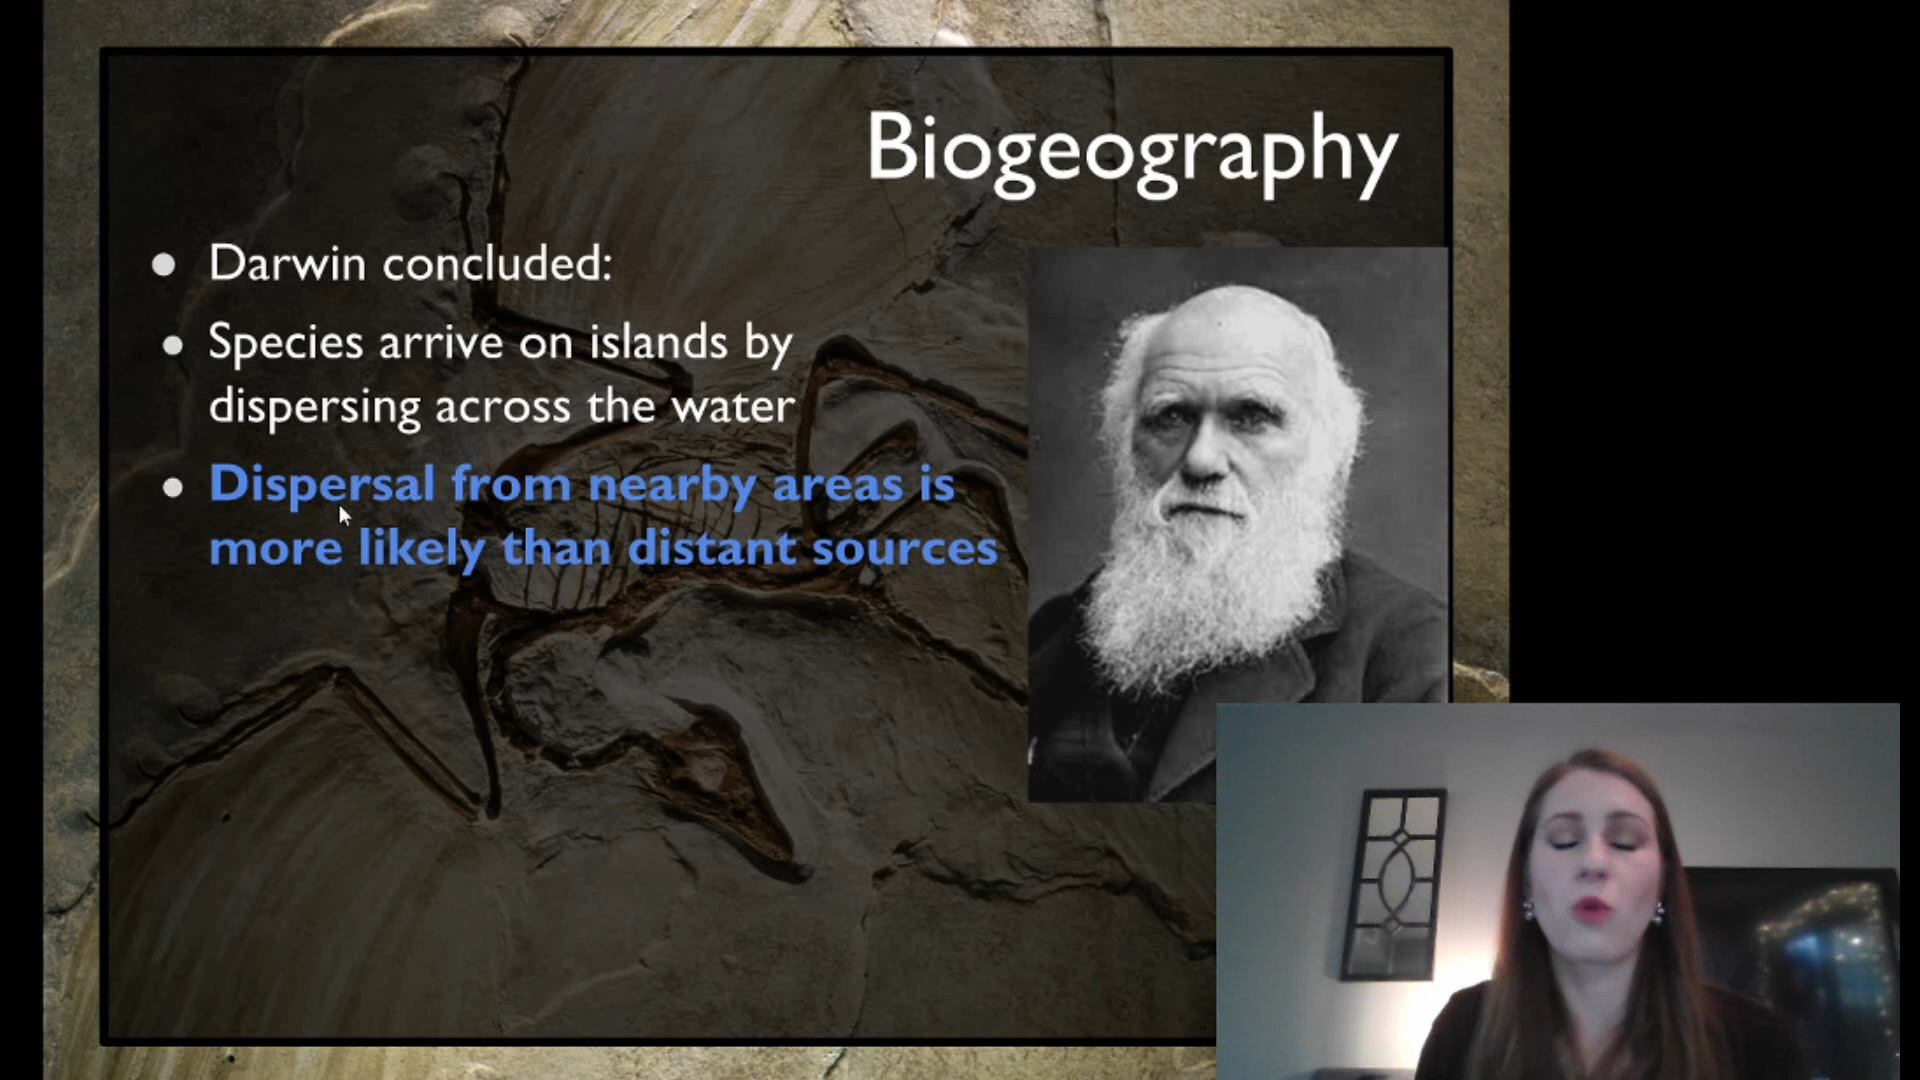 Biogeography
● Darwin concluded:
● Species arrive on islands by
dispersing across the water
● Dispersal from nearby areas is
more likely than distant sources